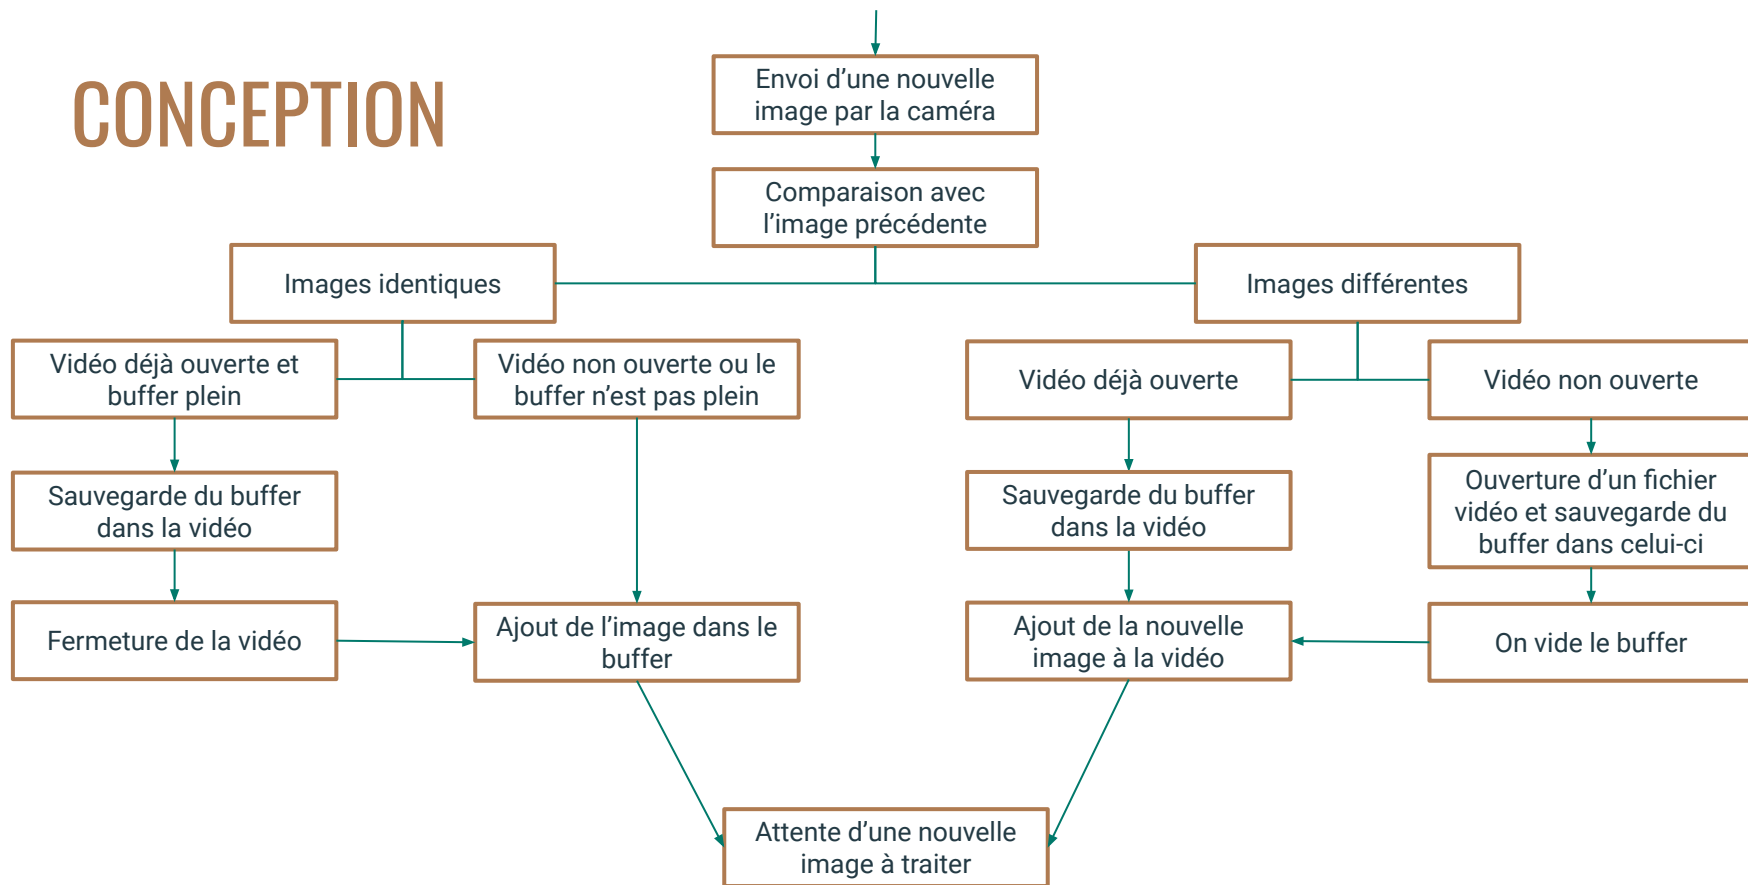 CONCEPTION
Envoi d’une nouvelle
image par la caméra
Comparaison avec
l’image précédente
Images identiques
Images différentes
Vidéo déjà ouverte et
buffer plein
Vidéo non ouverte ou le
buffer n’est pas plein
Vidéo déjà ouverte
Vidéo non ouverte
Sauvegarde du buffer
dans la vidéo
Sauvegarde du buffer
dans la vidéo
Ouverture d’un fichier
vidéo et sauvegarde du
buffer dans celui-ci
Fermeture de la vidéo
Ajout de l’image dans le
buffer
Ajout de la nouvelle
image à la vidéo
On vide le buffer
Attente d’une nouvelle
image à traiter